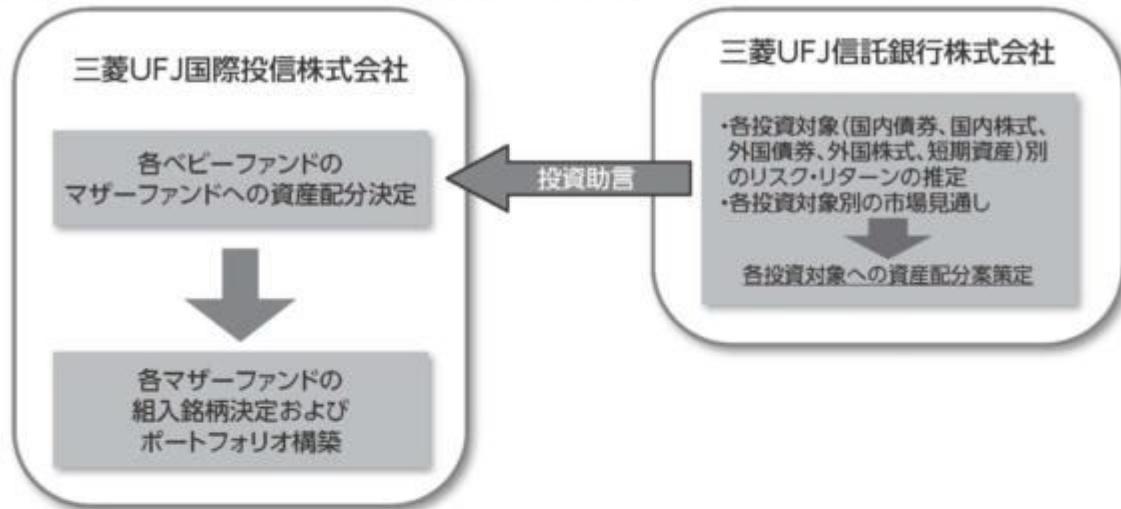 三菱UFJ国際投信株式会社
各ベビーファンドの
マザーファンドへの資産配分決定
各マザーファンドの
組入銘柄決定および
ポートフォリオ構築
投資助言
三菱UFJ信託銀行株式会社
・各投資対象(国内債券、国内株式、
外国債券、外国株式、短期資産)別
のリスク・リターンの推定
・各投資対象別の市場見通し
各投資対象への資産配分案策定